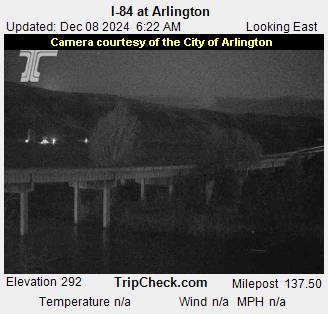 I-84 at Arlington
Updated: Dec 08 2024 6:22 AM Looking East
Camera courtesy of the City of Arlington
Elevation 292 TripCheck.com Milepost 137.50
Temperature n/a Wind n/a MPH n/a